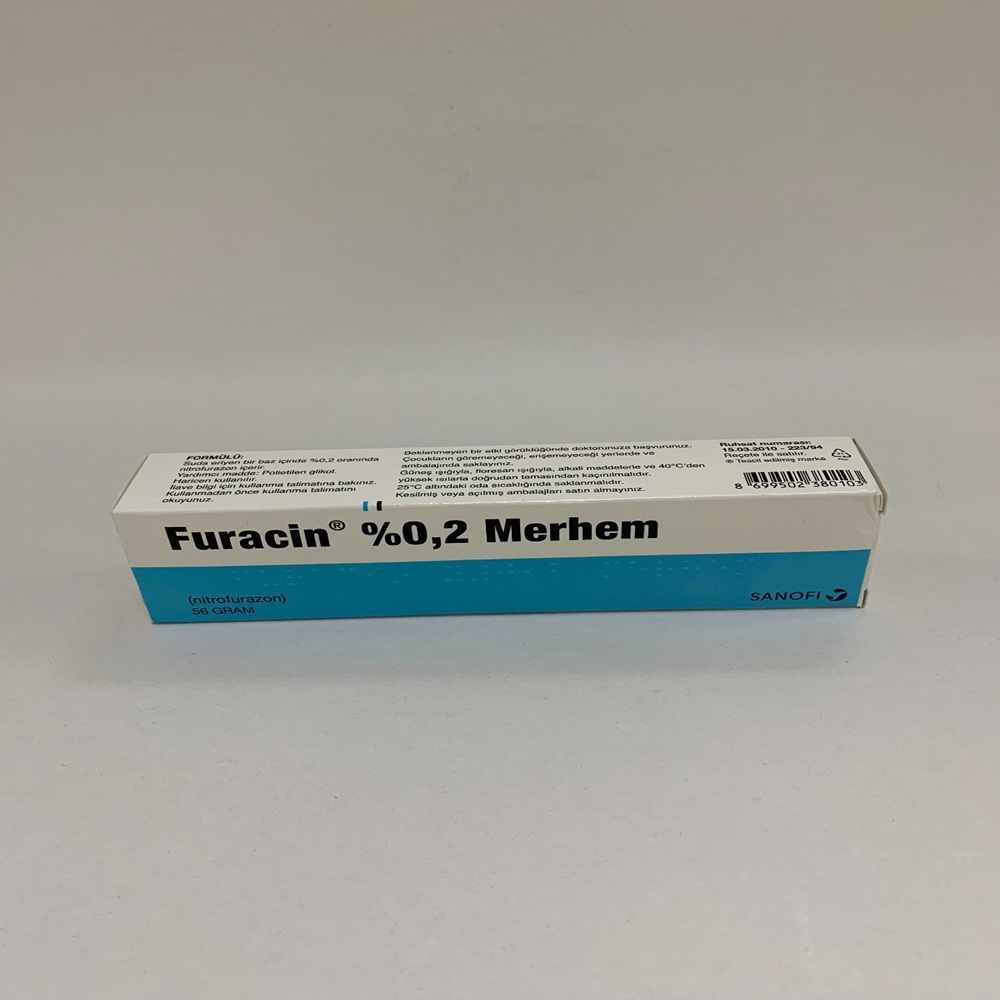 FORMÜLÜ:
Suda eriyen bir baz içinde %0,2 oranında
nitrofurazon içerir.
Yardımcı madde: Polietilen glikol.
Haricen kullanılır.
İlave bilgi için kullanma talimatına bakınız.
Kullanmadan önce kullanma talimatını
okuyunuz.
Beklenmeyen bir etki görüldüğünde doktorunuza başvurunuz.
Çocukların göremeyeceği, erişemeyeceği yerlerde ve
ambalajında saklayınız.
Güneş ışığıyla, floresan ışığıyla, alkali maddelerle ve 40°C'den
yüksek ısılarla doğrudan temasından kaçınılmalıdır.
25°C altındaki oda sıcaklığında saklanmalıdır.
Kesilmiş veya açılmış ambalajları satın almayınız.
Ruhsat numarası:
15.03.2010 - 223/94
Reçete ile satılır.
® Tescil edilmiş marka
8 699502 380103
Furacin® %0,2 Merhem
(nitrofurazon)
56 GRAM
SANOFI